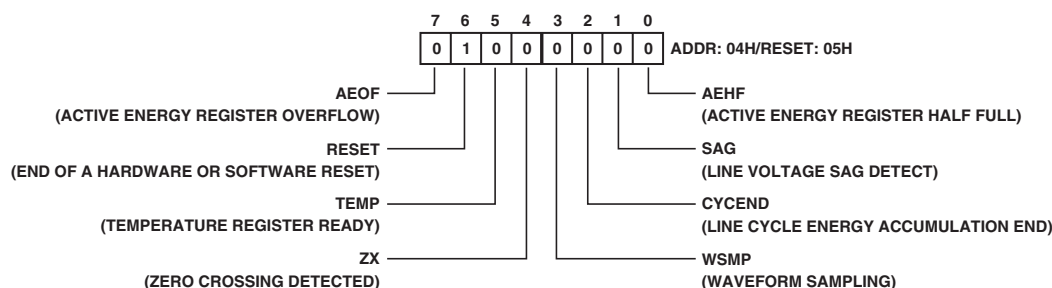 7 6 5 4 3 2 1 0
0 1 0 0 0 0 0 0 ADDR: 04H/RESET: 05H
AEOF
(ACTIVE ENERGY REGISTER OVERFLOW)
RESET
(END OF A HARDWARE OR SOFTWARE RESET)
TEMP
(TEMPERATURE REGISTER READY)
ZX
(ZERO CROSSING DETECTED)
AEHF
(ACTIVE ENERGY REGISTER HALF FULL)
SAG
(LINE VOLTAGE SAG DETECT)
CYCEND
(LINE CYCLE ENERGY ACCUMULATION END)
WSMP
(WAVEFORM SAMPLING)